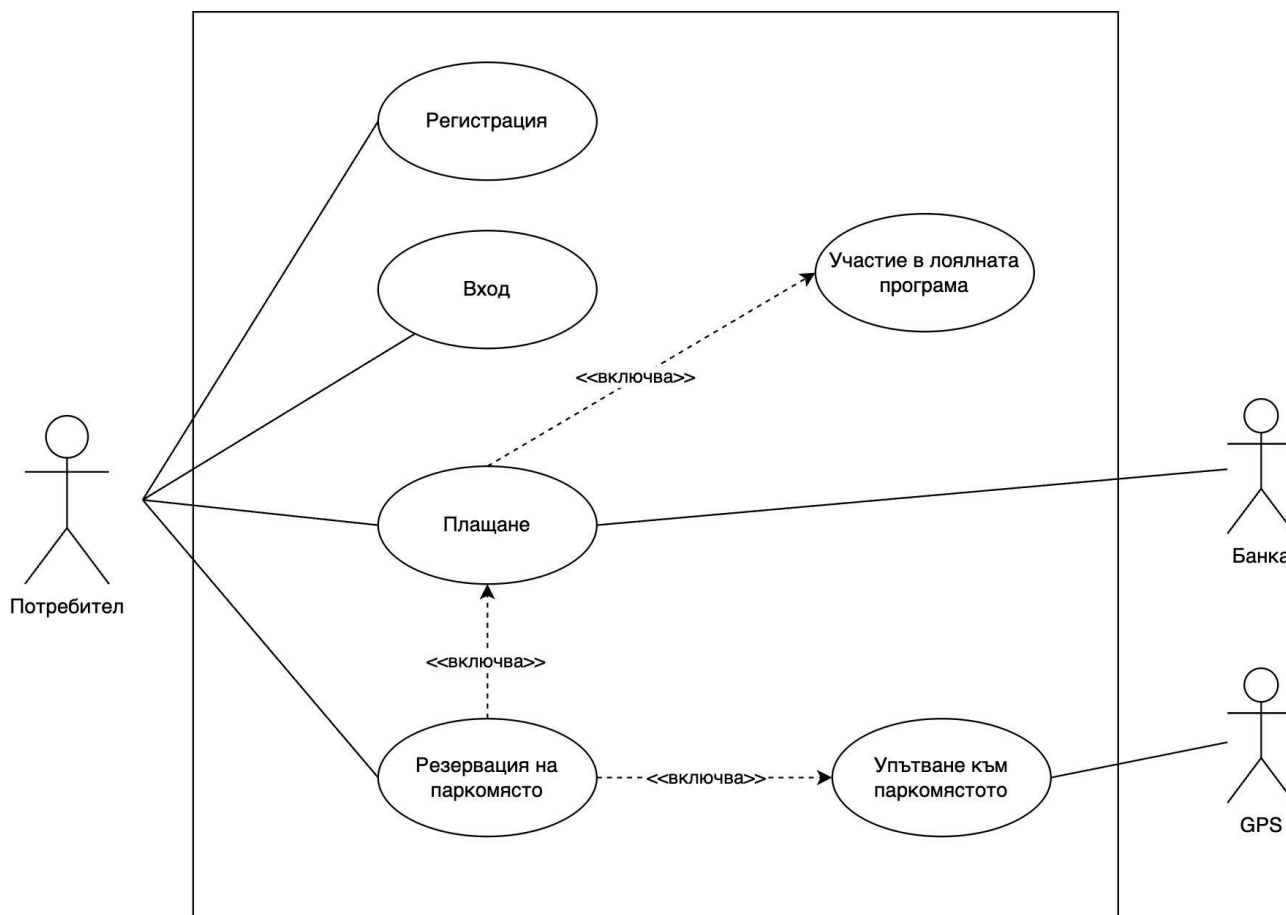 Регистрация
Участие в лоялната
програма
Вход
<<включва>>
Плащане
Банка
Потребител
<<включва>>
Резервация на
паркомясто
<<включва>>
Упътване към
паркомястото
GPS